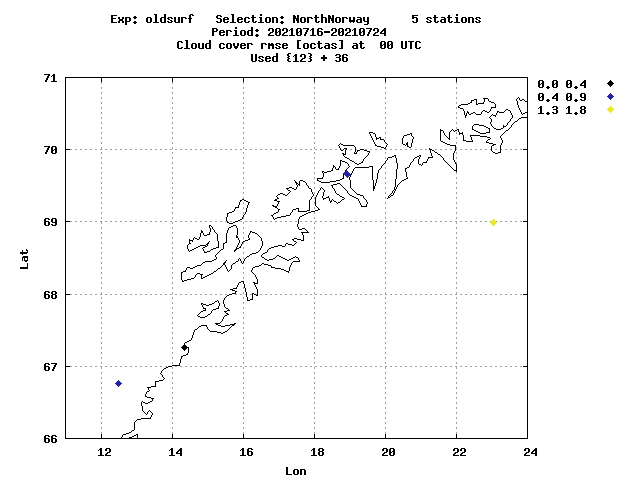 Exp: oldsurf   Selection: NorthNorway      5 stations
Period: 20210716-20210724
Cloud cover rmse [octas] at  00 UTC
Used {12} + 36
71
0.0 0.4
0.4 0.9
1.3 1.8
70
69
Lat
68
67
66
12 14 16 18 20 22 24
Lon